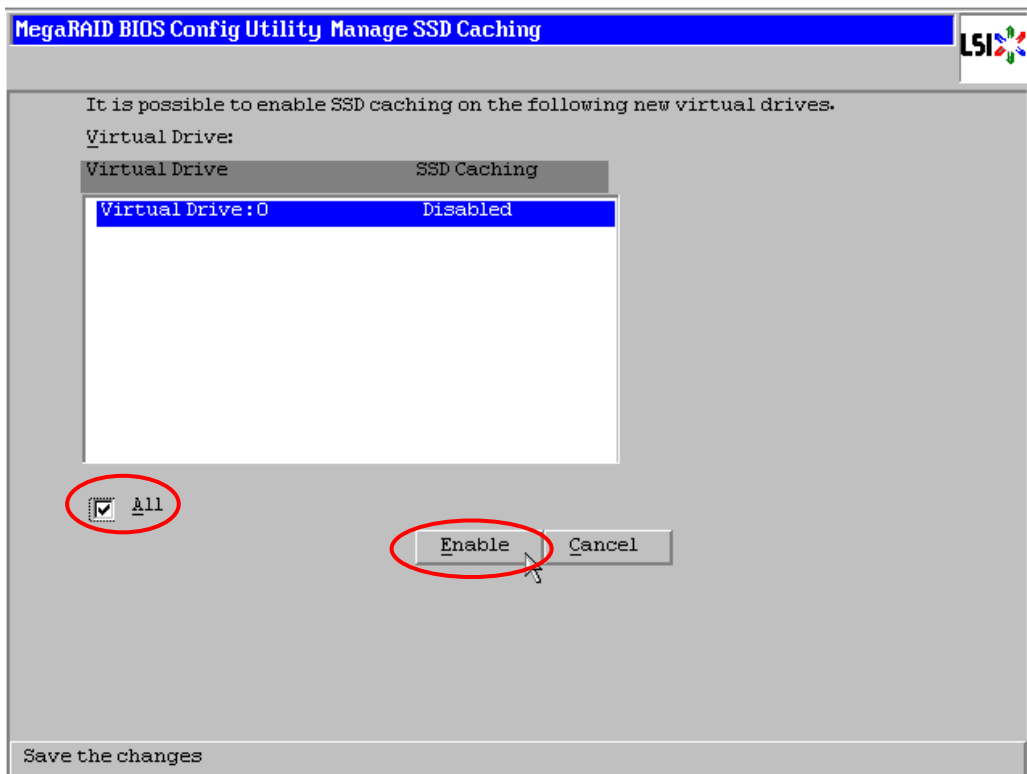 MegaRAID BIOS Config Utility Manage SSD Caching
LSI
It is possible to enable SSD caching on the following new virtual drives.
Virtual Drive:
Virtual Drive SSD Caching
Virtual Drive:0 Disabled
All
Enable Cancel
Save the changes